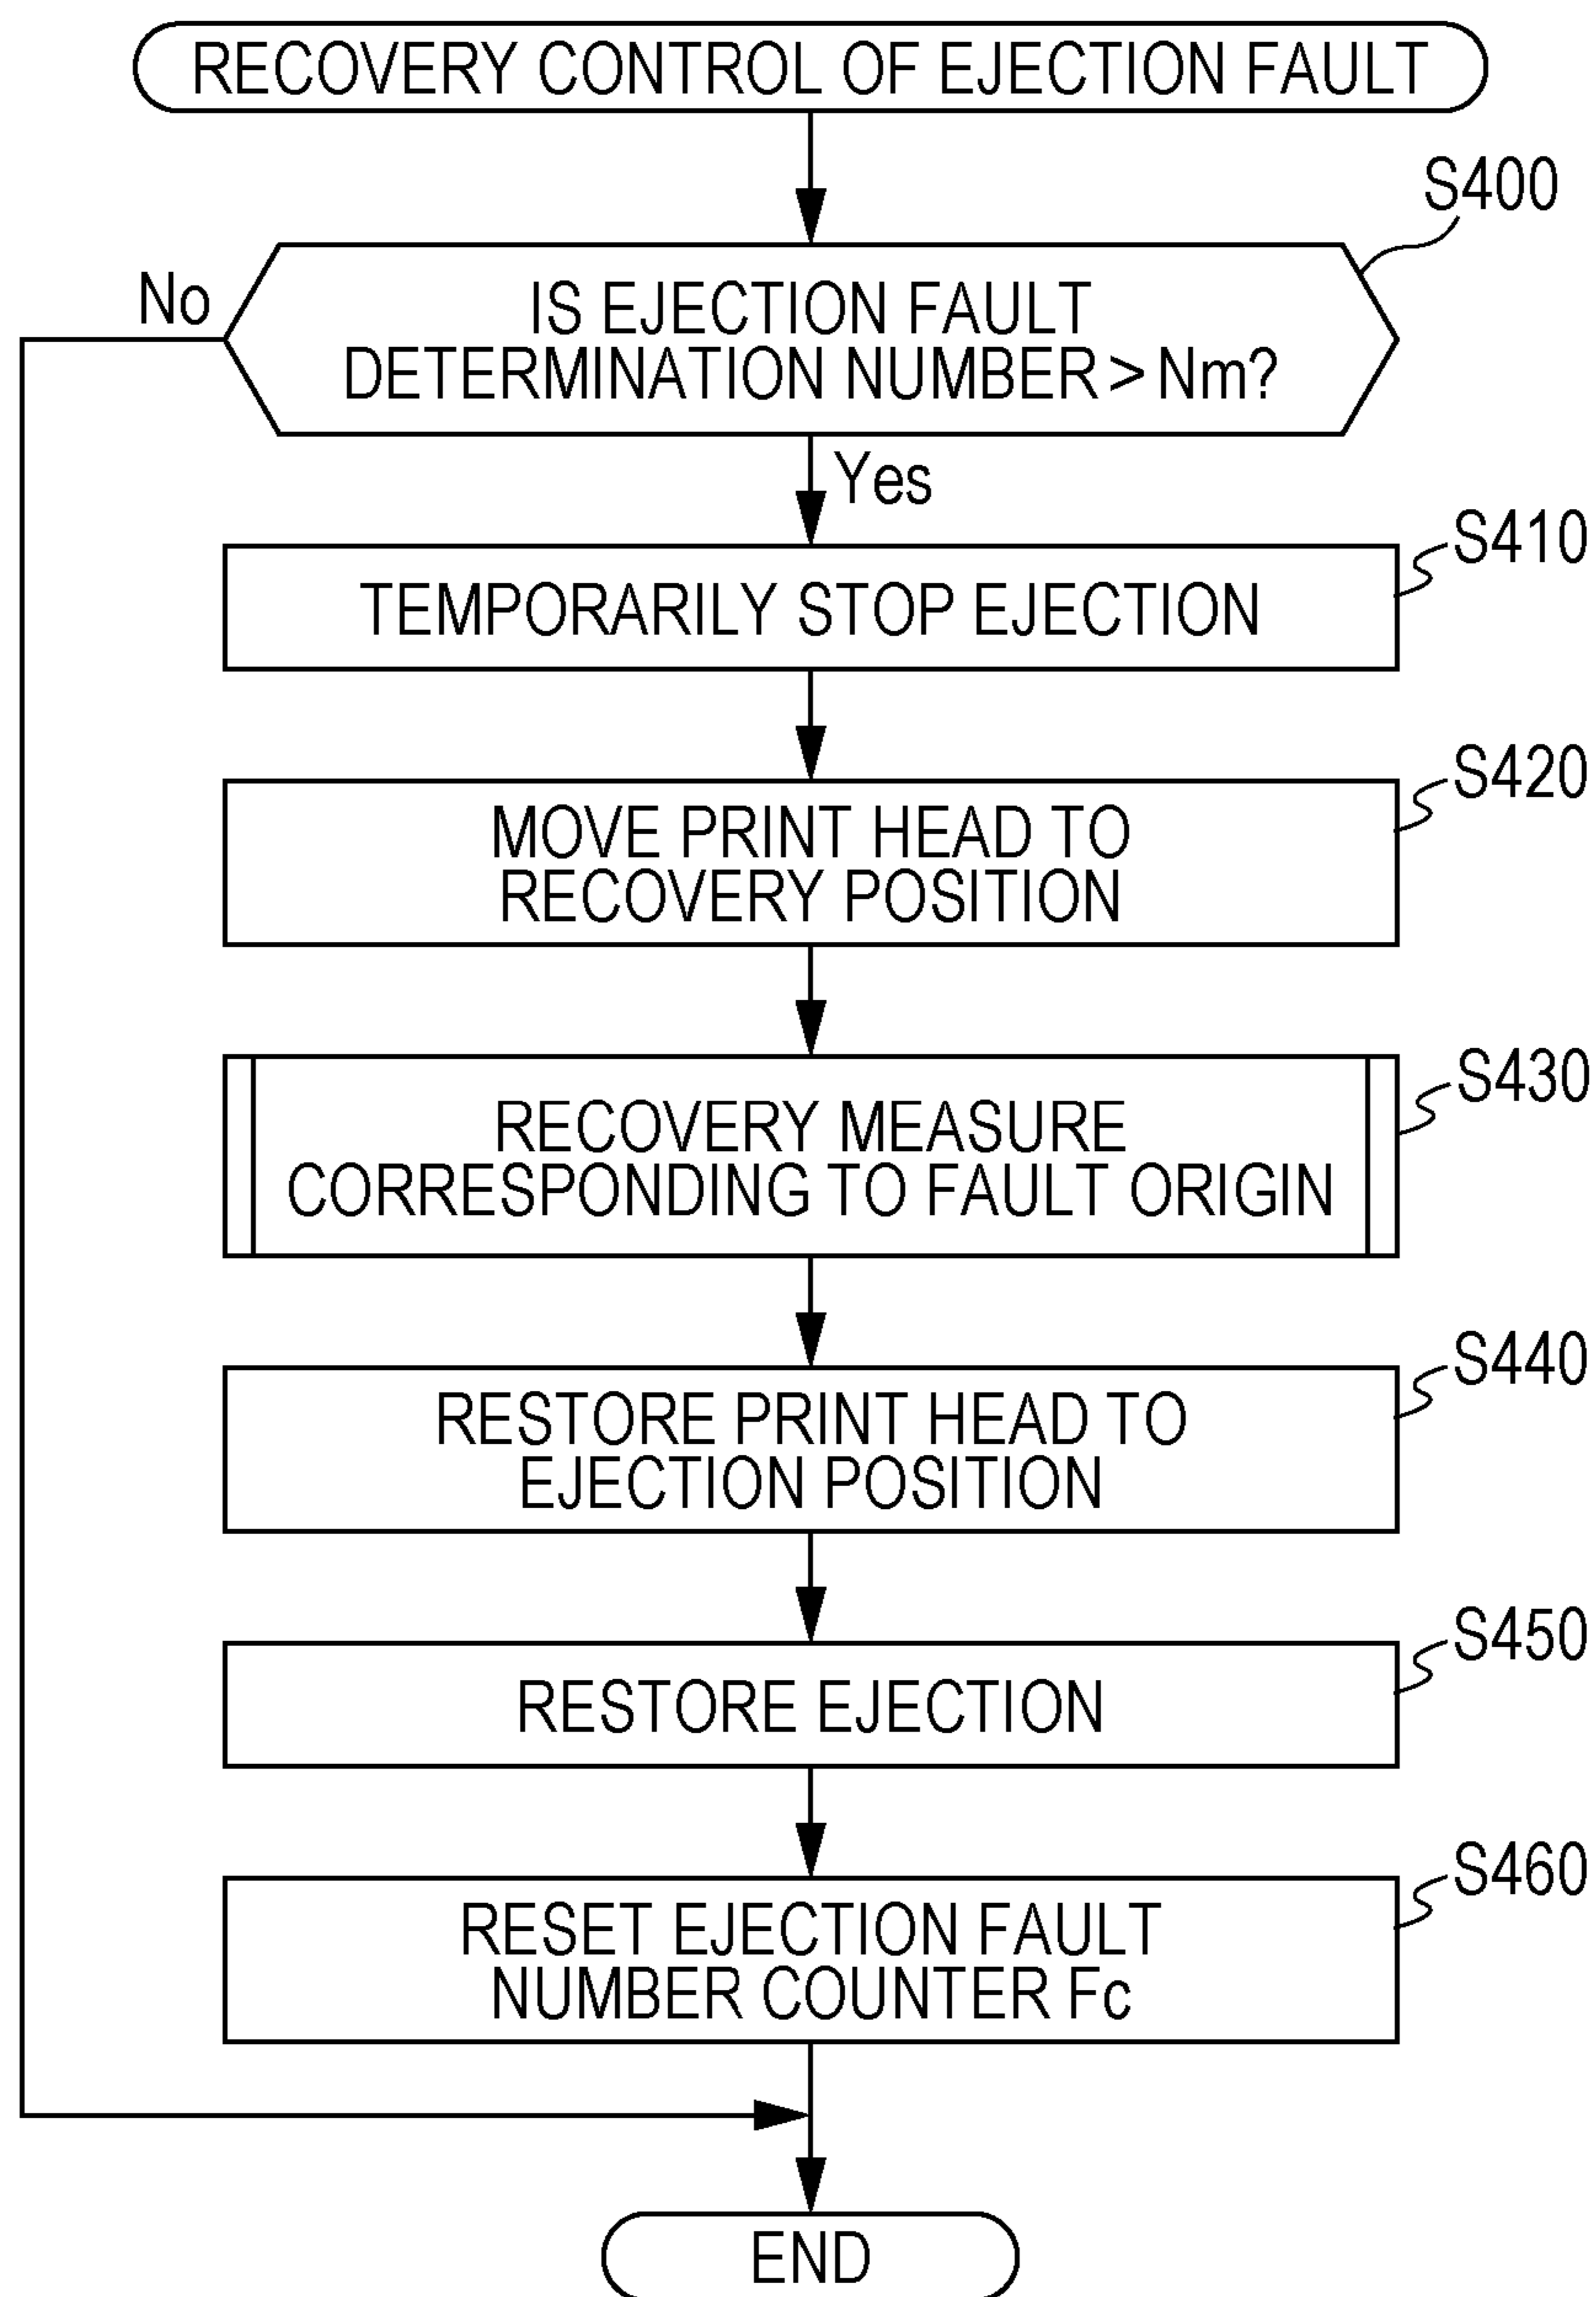 RECOVERY CONTROL OF EJECTION FAULT
S400
No
IS EJECTION FAULT
DETERMINATION NUMBER > Nm?
Yes
S410
TEMPORARILY STOP EJECTION
S420
MOVE PRINT HEAD TO
RECOVERY POSITION
S430
RECOVERY MEASURE
CORRESPONDING TO FAULT ORIGIN
S440
RESTORE PRINT HEAD TO
EJECTION POSITION
S450
RESTORE EJECTION
S460
RESET EJECTION FAULT
NUMBER COUNTER Fc
END